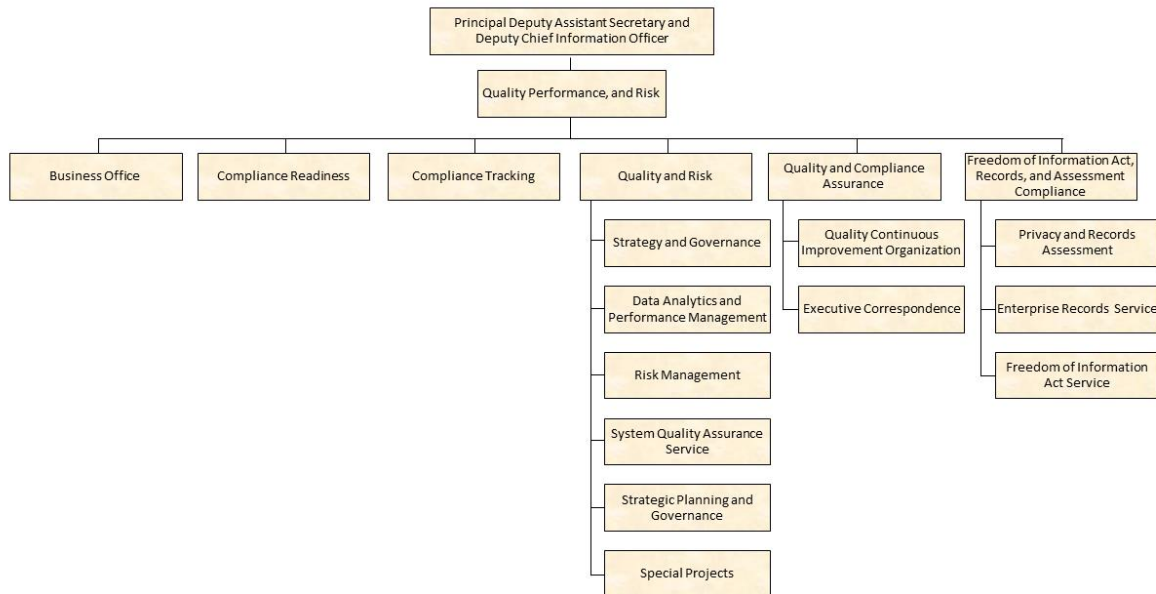 Principal Deputy Assistant Secretary and
Deputy Chief Information Officer
Quality Performance, and Risk
Business Office
Compliance Readiness
Compliance Tracking
Quality and Risk
Quality and Compliance
Assurance
Freedom of Information Act,
Records, and Assessment
Compliance
Strategy and Governance
Data Analytics and
Performance Management
Risk Management
System Quality Assurance
Service
Strategic Planning and
Governance
Special Projects
Quality Continuous
Improvement Organization
Executive Correspondence
Privacy and Records
Assessment
Enterprise Records Service
Freedom of Information
Act Service